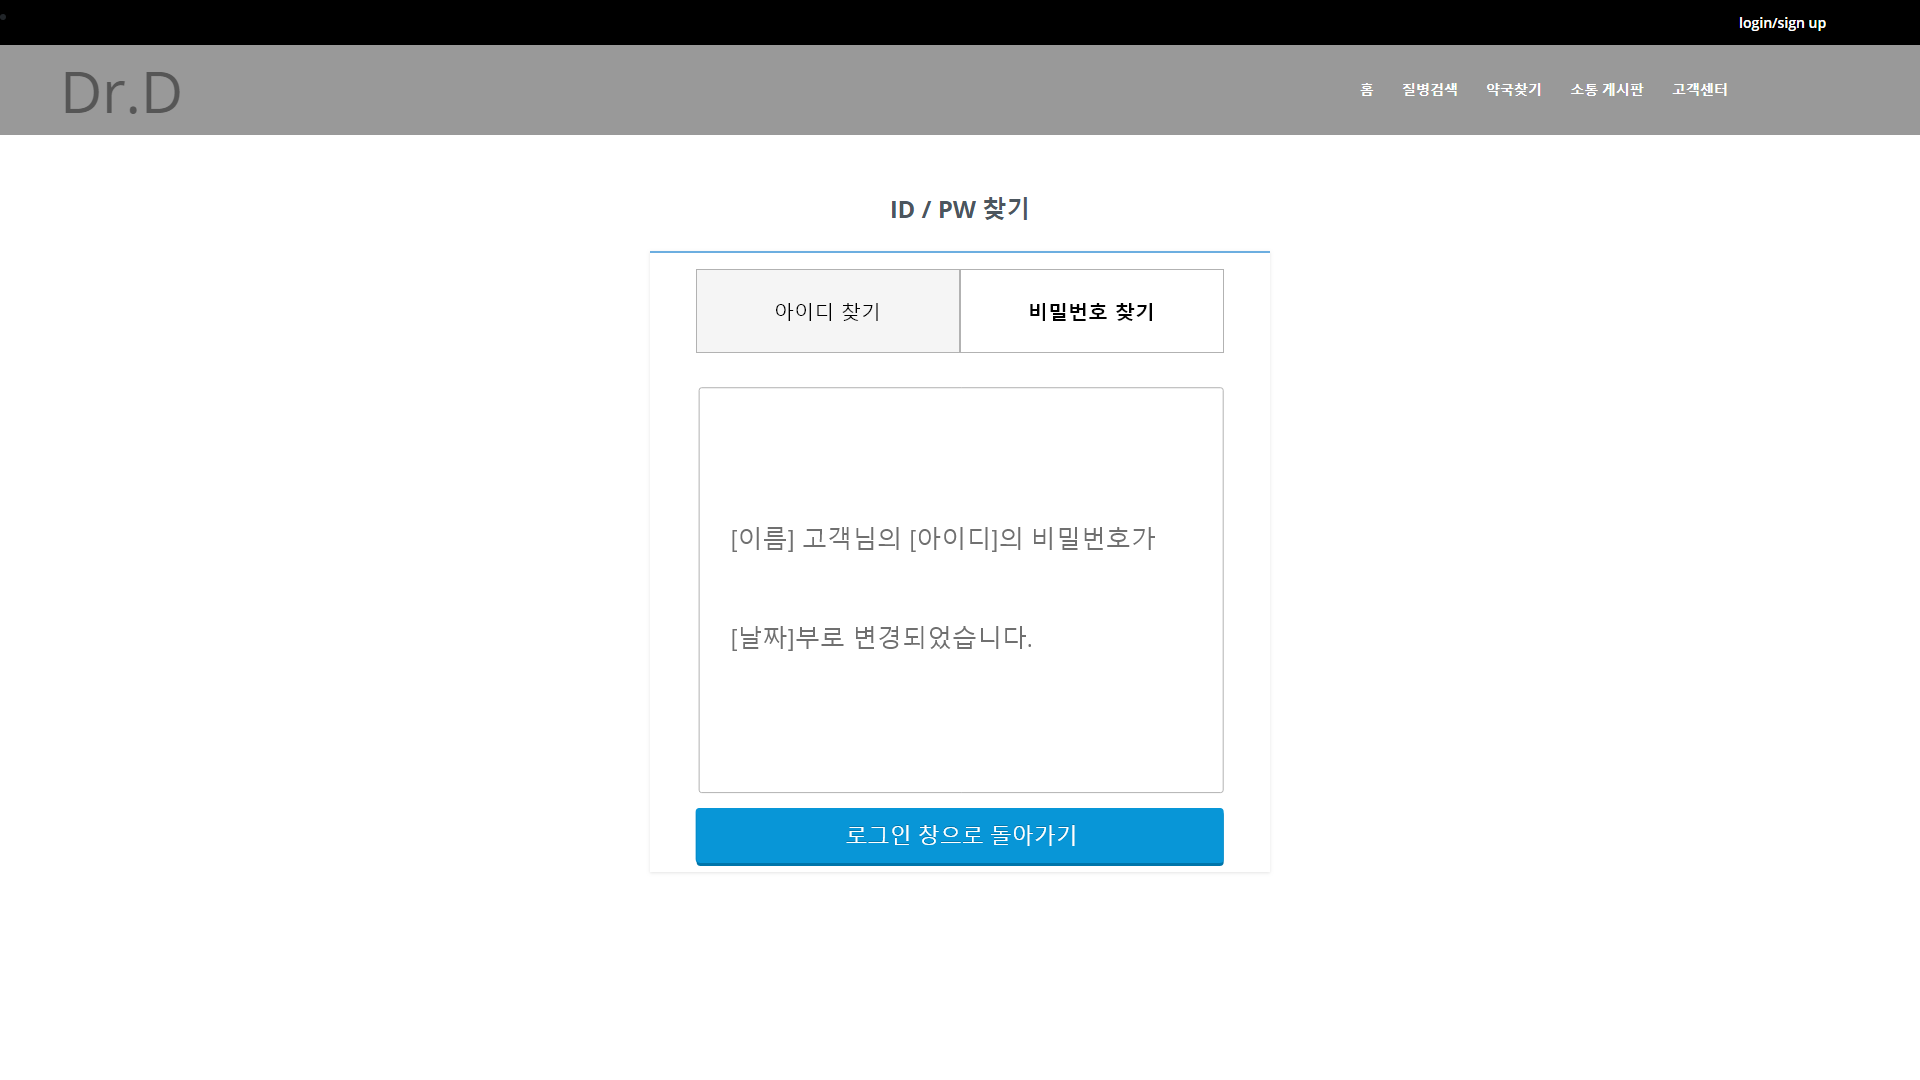 login/sign up
Dr.D
홈 질병검색 약국찾기 소통 게시판 고객센터
ID / PW 찾기
아이디 찾기 비밀번호 찾기
[이름] 고객님의 [아이디]의 비밀번호가
[날짜]부로 변경되었습니다.
로그인 창으로 돌아가기